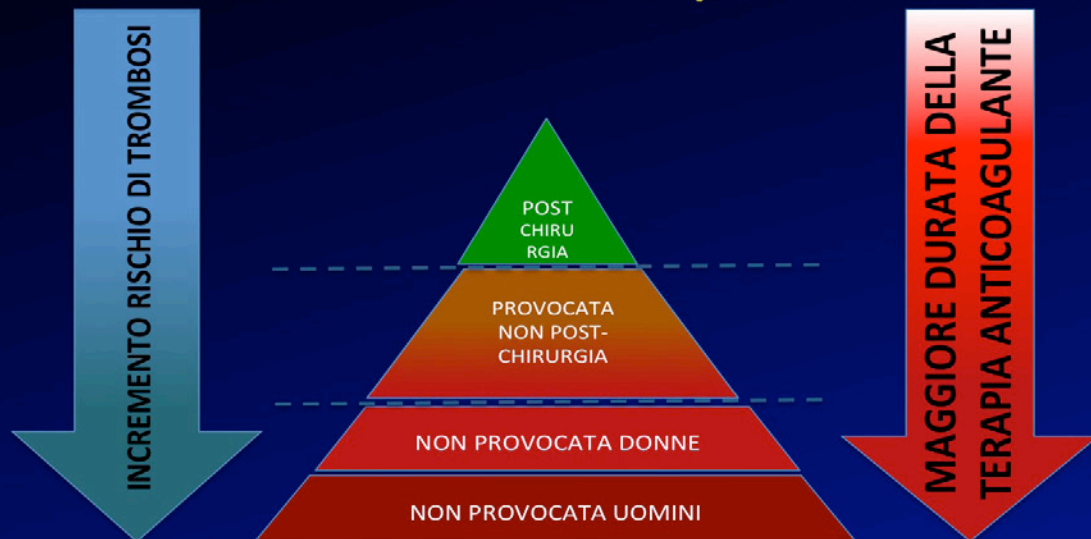 INCREMENTO RISCHIO DI TROMBOSI
POST
CHIRU
RGIA
PROVOCATA
NON POST-
CHIRURGIA
NON PROVOCATA DONNE
NON PROVOCATA UOMINI
MAGGIORE DURATA DELLA
TERAPIA ANTICOAGULANTE